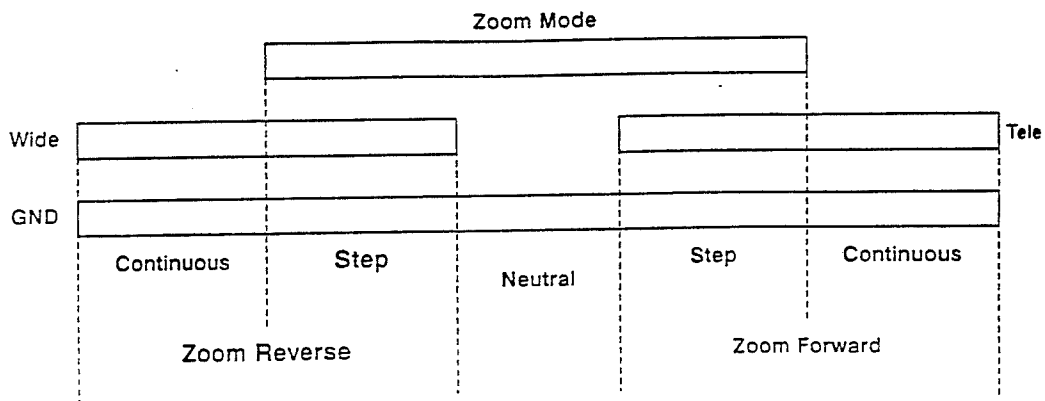 Zoom Mode
Wide
Tele
GND
Continuous
Step
Neutral
Step
Continuous
Zoom Reverse
Zoom Forward